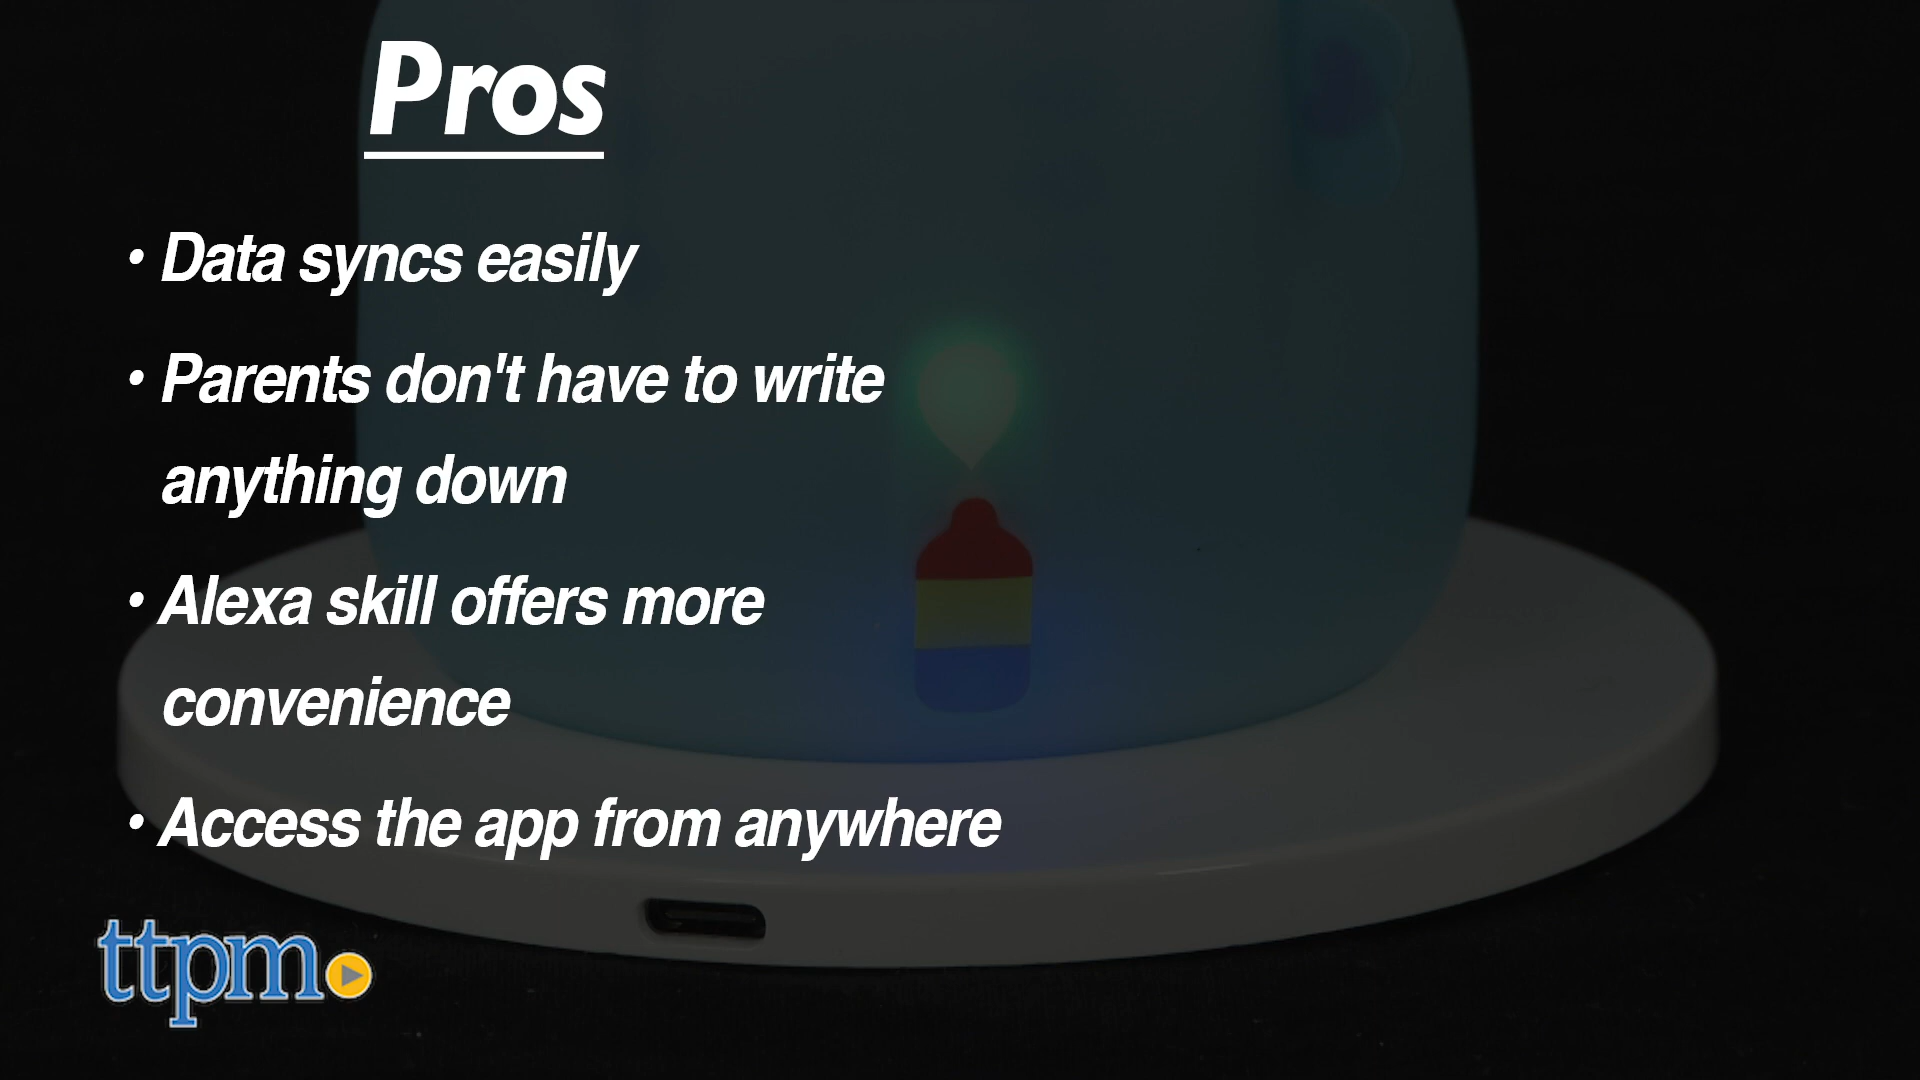 Pros
• Data syncs easily
• Parents don't have to write
anything down
• Alexa skill offers more
convenience
• Access the app from anywhere
ttpm